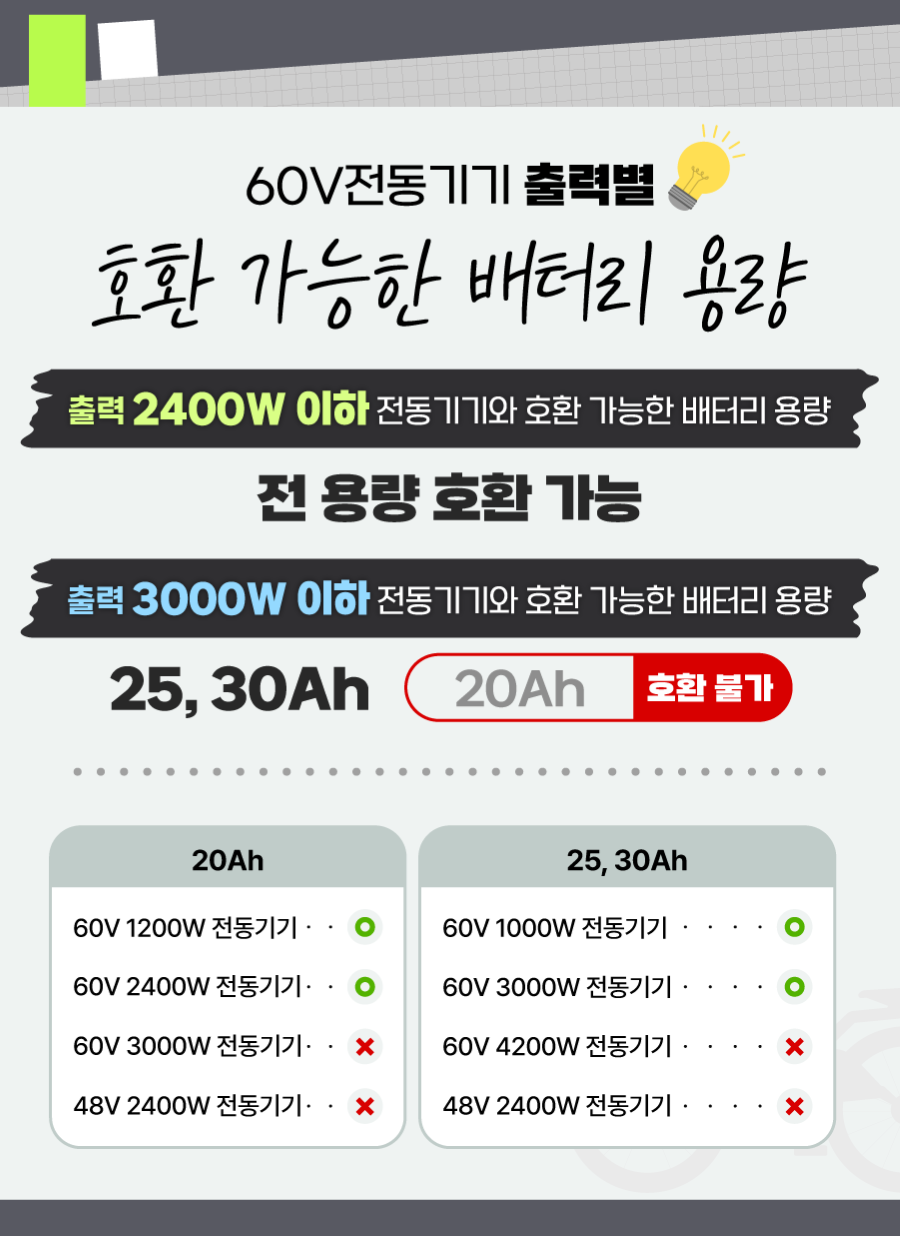 60V전동기기 출력별
호환 가능한 배터리 용량
출력 2400W 이하 전동기기와 호환 가능한 배터리 용량
전 용량 호환 가능
출력 3000W 이하 전동기기와 호환 가능한 배터리 용량
25, 30Ah 20Ah 호환 불가
20Ah
60V 1200W 전동기기
60V 2400W 전동기기
60V 3000W 전동기기
48V 2400W 전동기기
25, 30Ah
60V 1000W 전동기기
60V 3000W 전동기기
60V 4200W 전동기기
48V 2400W 전동기기